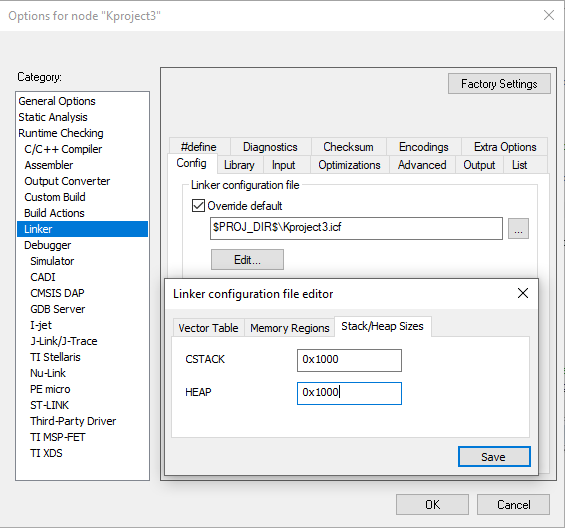 Options for node "Kproject3"
Category:
General Options
Static Analysis
Runtime Checking
C/C++ Compiler
Assembler
Output Converter
Custom Build
Build Actions
Linker
Debugger
Simulator
CADI
CMSIS DAP
GDB Server
I-jet
J-Link/J-Trace
TI Stellaris
Nu-Link
PE micro
ST-LINK
Third-Party Driver
TI MSP-FET
TI XDS
Factory Settings
#define Diagnostics Checksum Encodings Extra Options
Config Library Input Optimizations Advanced Output List
Linker configuration file
Override default
$PROJ_DIR$\Kproject3.icf
...
Edit...
Linker configuration file editor
Vector Table Memory Regions Stack/Heap Sizes
CSTACK 0x1000
HEAP 0x1000
Save
OK Cancel